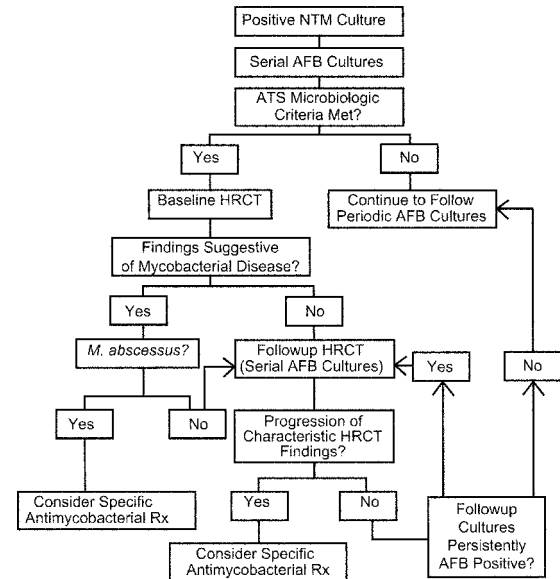 Positive NTM Culture
Serial AFB Cultures
ATS Microbiologic
Criteria Met?
Yes
No
Baseline HRCT
Continue to Follow
Periodic AFB Cultures
Findings Suggestive
of Mycobacterial Disease?
Yes
No
M. abscessus?
Followup HRCT
(Serial AFB Cultures)
Yes
No
Yes
No
Progression of
Characteristic HRCT
Findings?
Consider Specific
Antimycobacterial Rx
Yes
No
Followup
Cultures
Persistently
AFB Positive?
Consider Specific
Antimycobacterial Rx